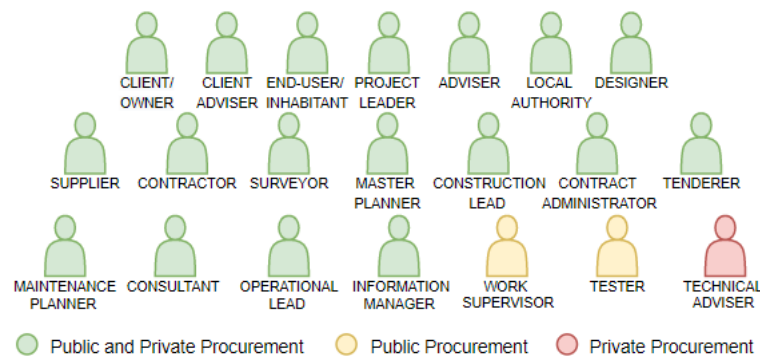 CLIENT/ CLIENT END-USER/ PROJECT ADVISER LOCAL DESIGNER
OWNER ADVISER INHABITANT LEADER AUTHORITY
SUPPLIER CONTRACTOR SURVEYOR MASTER CONSTRUCTION CONTRACT TENDERER
PLANNER LEAD ADMINISTRATOR
MAINTENANCE CONSULTANT OPERATIONAL INFORMATION WORK TESTER TECHNICAL
PLANNER LEAD MANAGER SUPERVISOR ADVISER
Public and Private Procurement Public Procurement Private Procurement